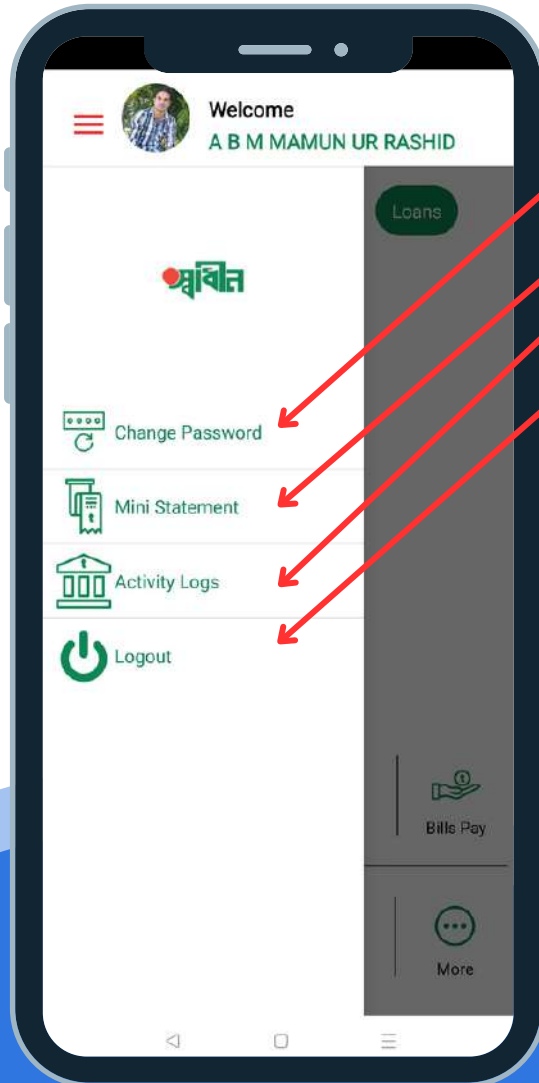 Welcome
A B M MAMUN UR RASHID
Loans
স্বাধীন
Change Password
Mini Statement
Activity Logs
Logout
Bills Pay
More